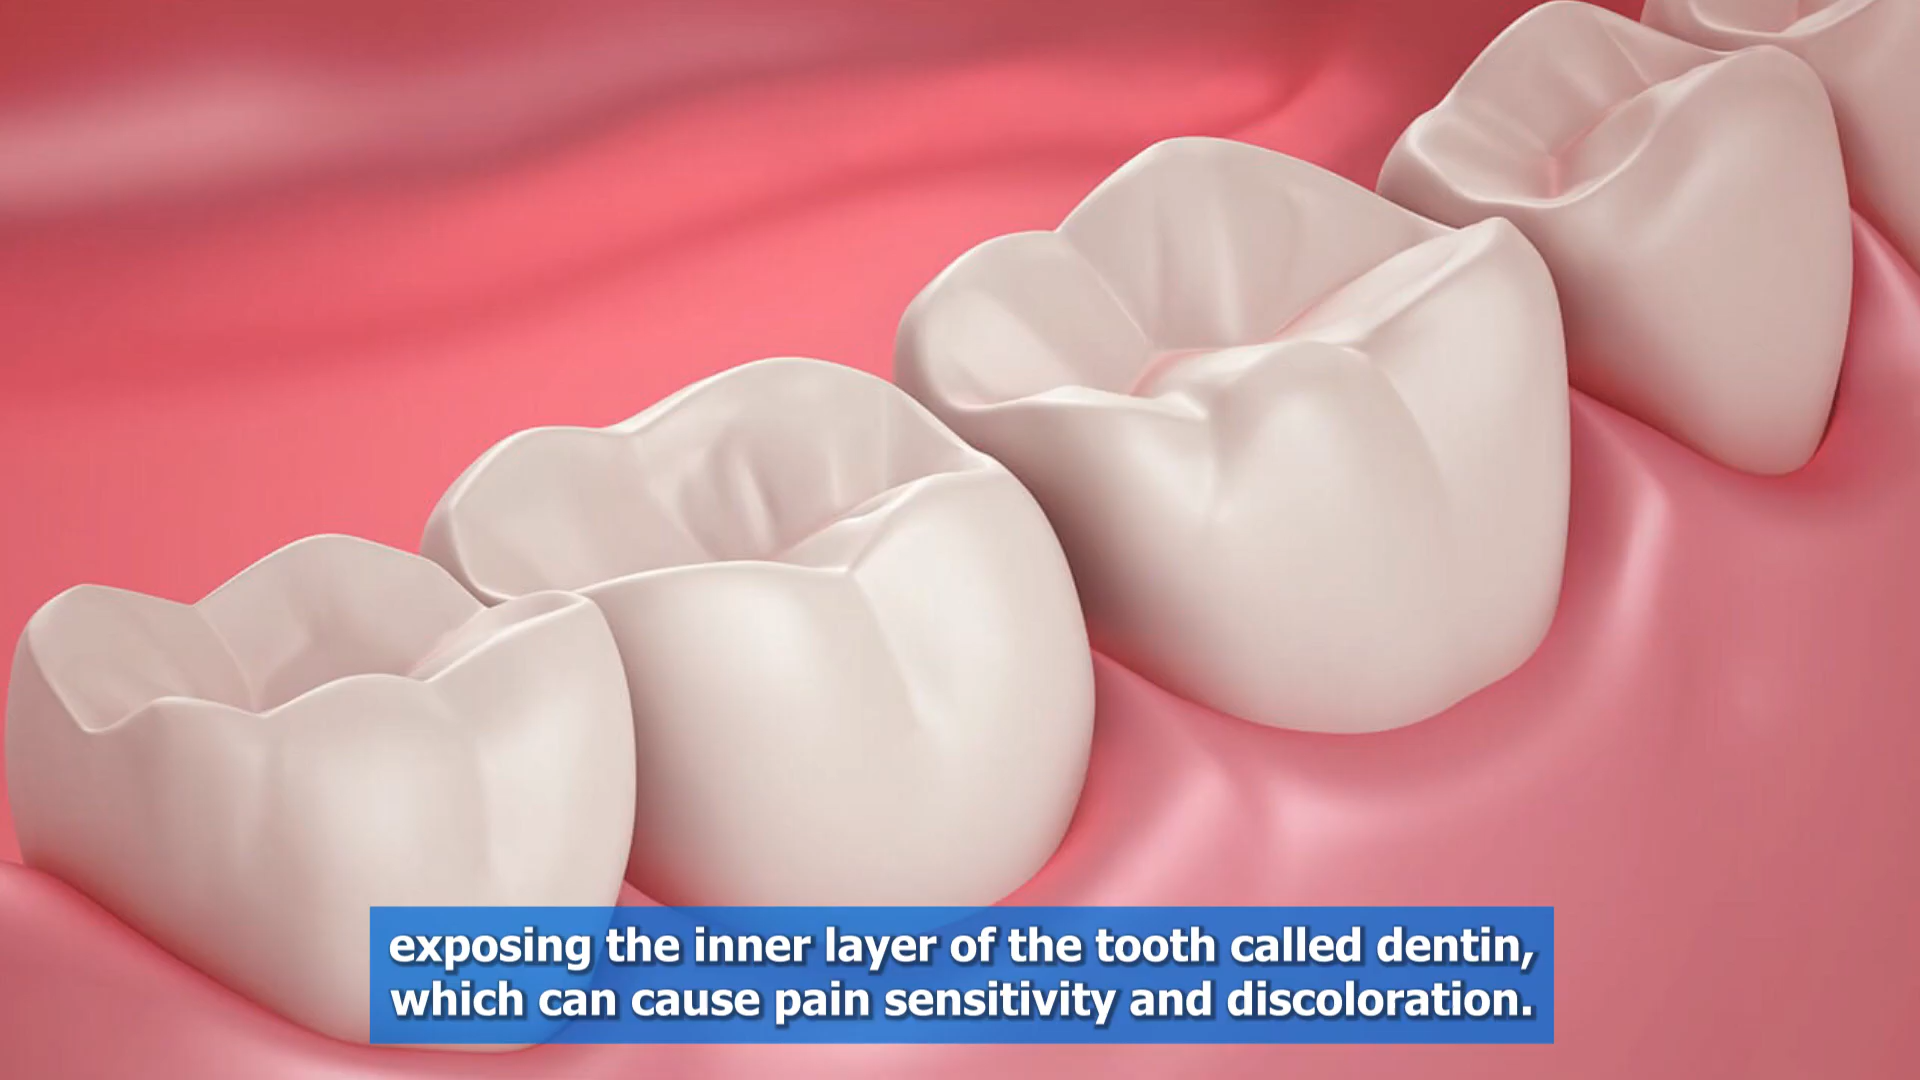 exposing the inner layer of the tooth called dentin,
which can cause pain sensitivity and discoloration.